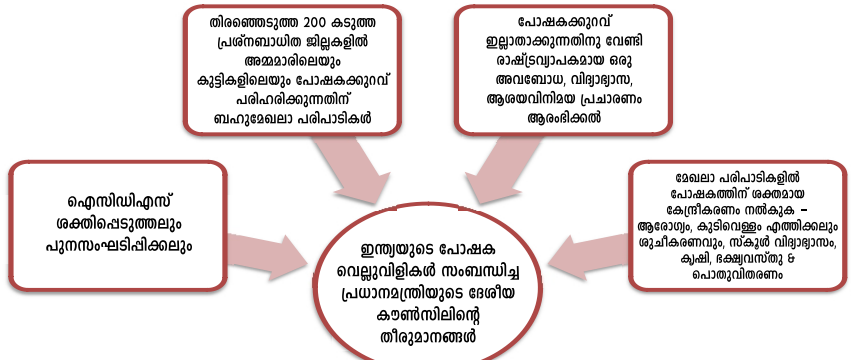 തിരഞ്ഞെടുത്ത 200 കടുത്ത
പ്രശ്നബാധിത ജില്ലകളിൽ
അമ്മമാരിലെയും
കുട്ടികളിലെയും പോഷകക്കുറവ്
പരിഹരിക്കുന്നതിന്
ബഹുമേഖലാ പരിപാടികൾ
പോഷകക്കുറവ്
ഇല്ലാതാക്കുന്നതിനു വേണ്ടി
രാഷ്ട്രവ്യാപകമായ ഒരു
അവബോധ, വിദ്യാഭ്യാസ,
ആശയവിനിമയ പ്രചാരണം
ആരംഭിക്കൽ
ഐസിഡിഎസ്
ശക്തിപ്പെടുത്തലും
പുനസംഘടിപ്പിക്കലും
മേഖലാ പരിപാടികളിൽ
പോഷകത്തിന് ശക്തമായ
കേന്ദ്രീകരണം നൽകുക –
ആരോഗ്യം, കുടിവെള്ളം എത്തിക്കലും
ശുചീകരണവും, സ്കൂൾ വിദ്യാഭ്യാസം,
കൃഷി, ഭക്ഷ്യവസ്തു &
പൊതുവിതരണം
ഇന്ത്യയുടെ പോഷക
വെല്ലുവിളികൾ സംബന്ധിച്ച
പ്രധാനമന്ത്രിയുടെ ദേശീയ
കൗൺസിലിന്റെ
തീരുമാനങ്ങൾ